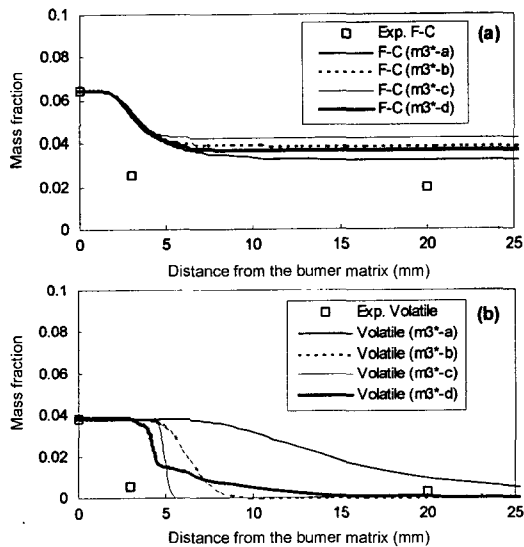 0.1
0.08
0.06
0.04
0.02
0
Mass fraction
Exp. F-C
F-C (m3*-a)
F-C (m3*-b)
F-C (m3*-c)
F-C (m3*-d)
(a)
0 5 10 15 20 25
Distance from the burner matrix (mm)
0.1
0.08
0.06
0.04
0.02
0
Mass fraction
Exp. Volatile
Volatile (m3*-a)
Volatile (m3*-b)
Volatile (m3*-c)
Volatile (m3*-d)
(b)
0 5 10 15 20 25
Distance from the burner matrix (mm)